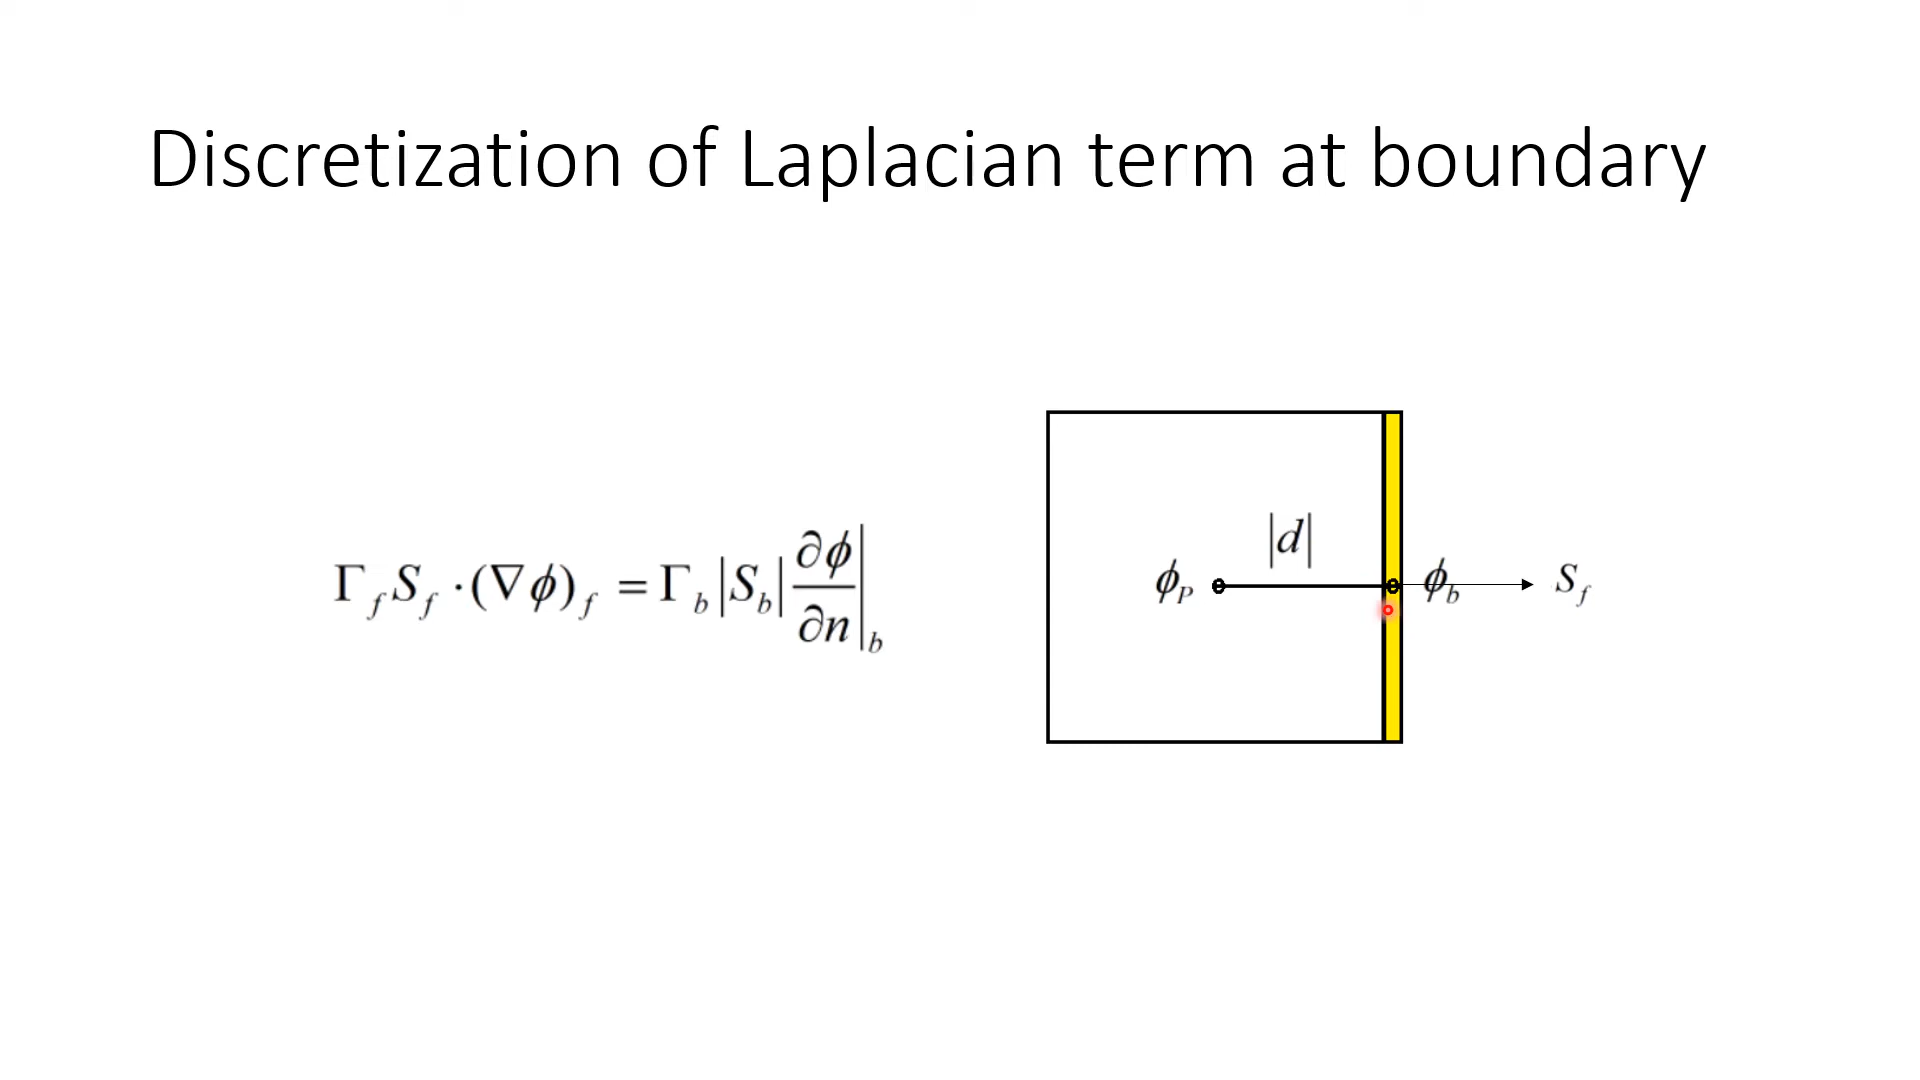 Discretization of Laplacian term at boundary
Γ_f S_f · (∇ϕ)_f = Γ_b |S_b| ∂ϕ/∂n|_b
|d|
ϕ_P ϕ_b S_f